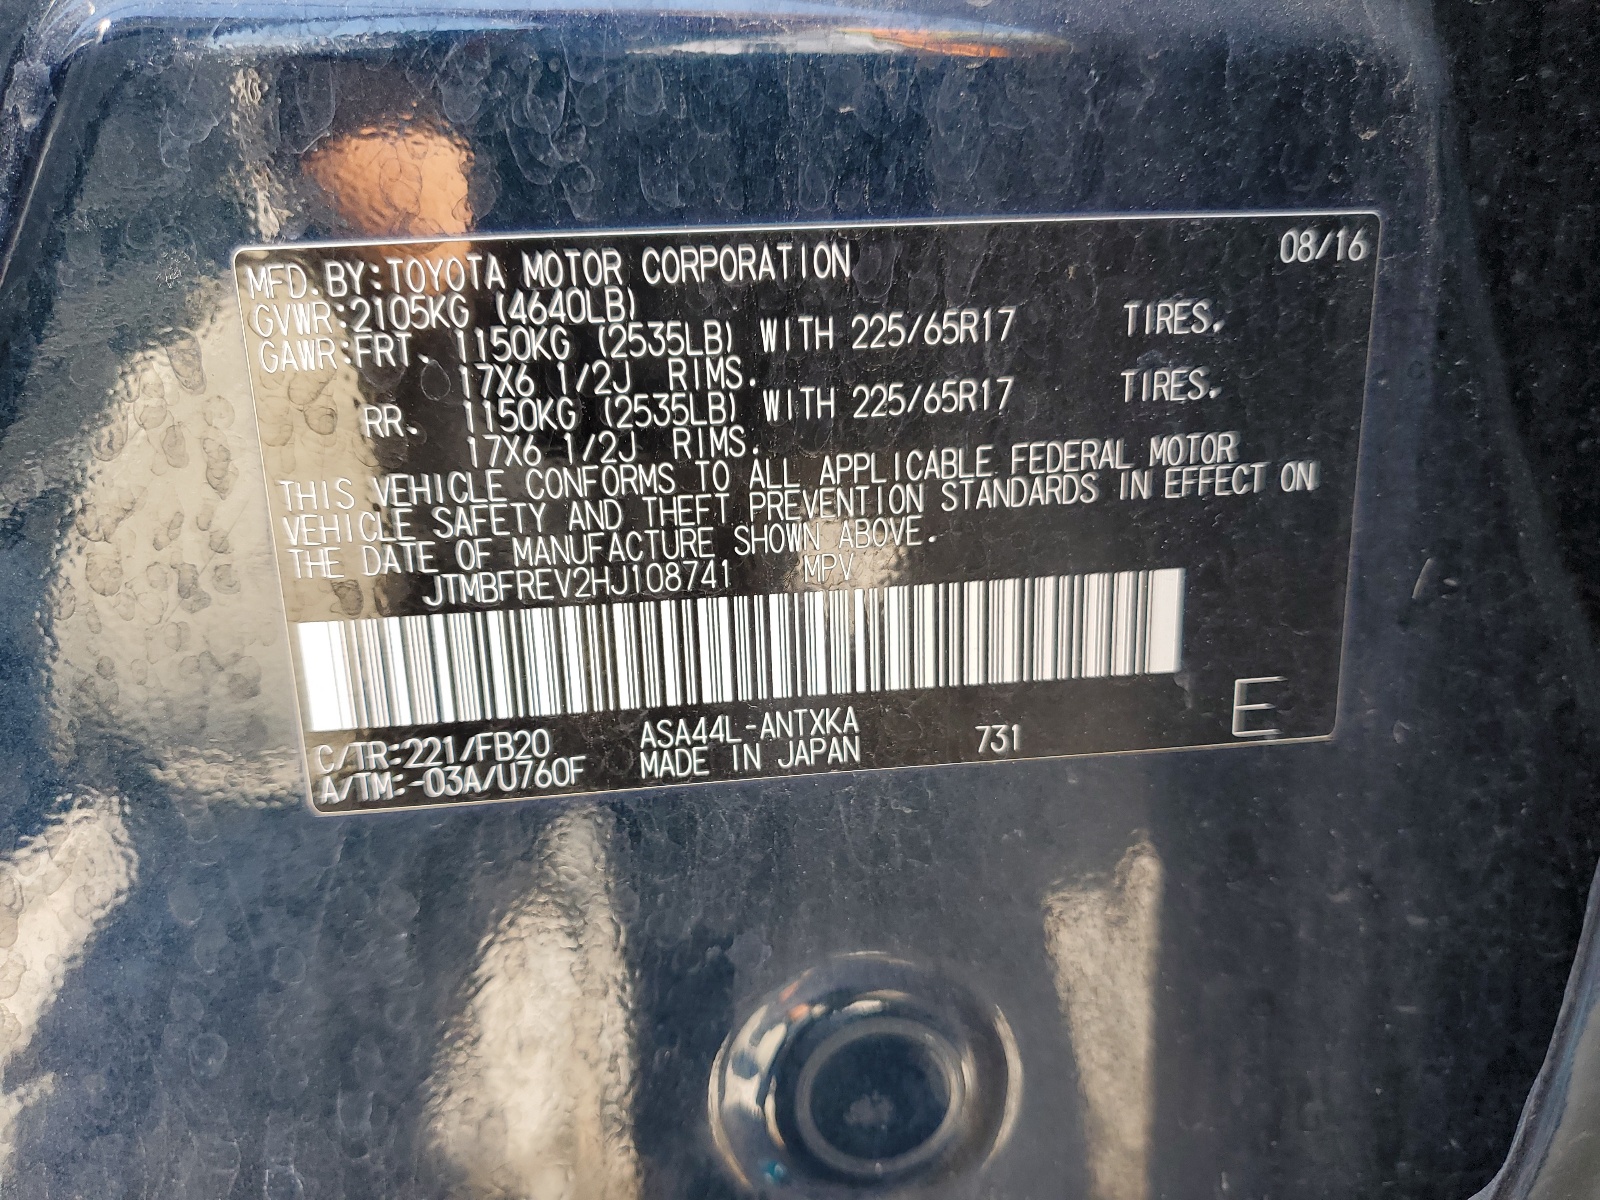 MFD. BY:TOYOTA MOTOR CORPORATION 08/16
GVWR:2105KG (4640LB)
GAWR:FRT. 1150KG (2535LB) WITH 225/65R17 TIRES.
17X6 1/2J RIMS.
RR. 1150KG (2535LB) WITH 225/65R17 TIRES.
17X6 1/2J RIMS.
THIS VEHICLE CONFORMS TO ALL APPLICABLE FEDERAL MOTOR
VEHICLE SAFETY AND THEFT PREVENTION STANDARDS IN EFFECT ON
THE DATE OF MANUFACTURE SHOWN ABOVE.
JTMBFREV2HJ108741 MPV
C/TR:221/FB20 ASA44L-ANTXKA
A/TM:-03A/U760F MADE IN JAPAN 731 E